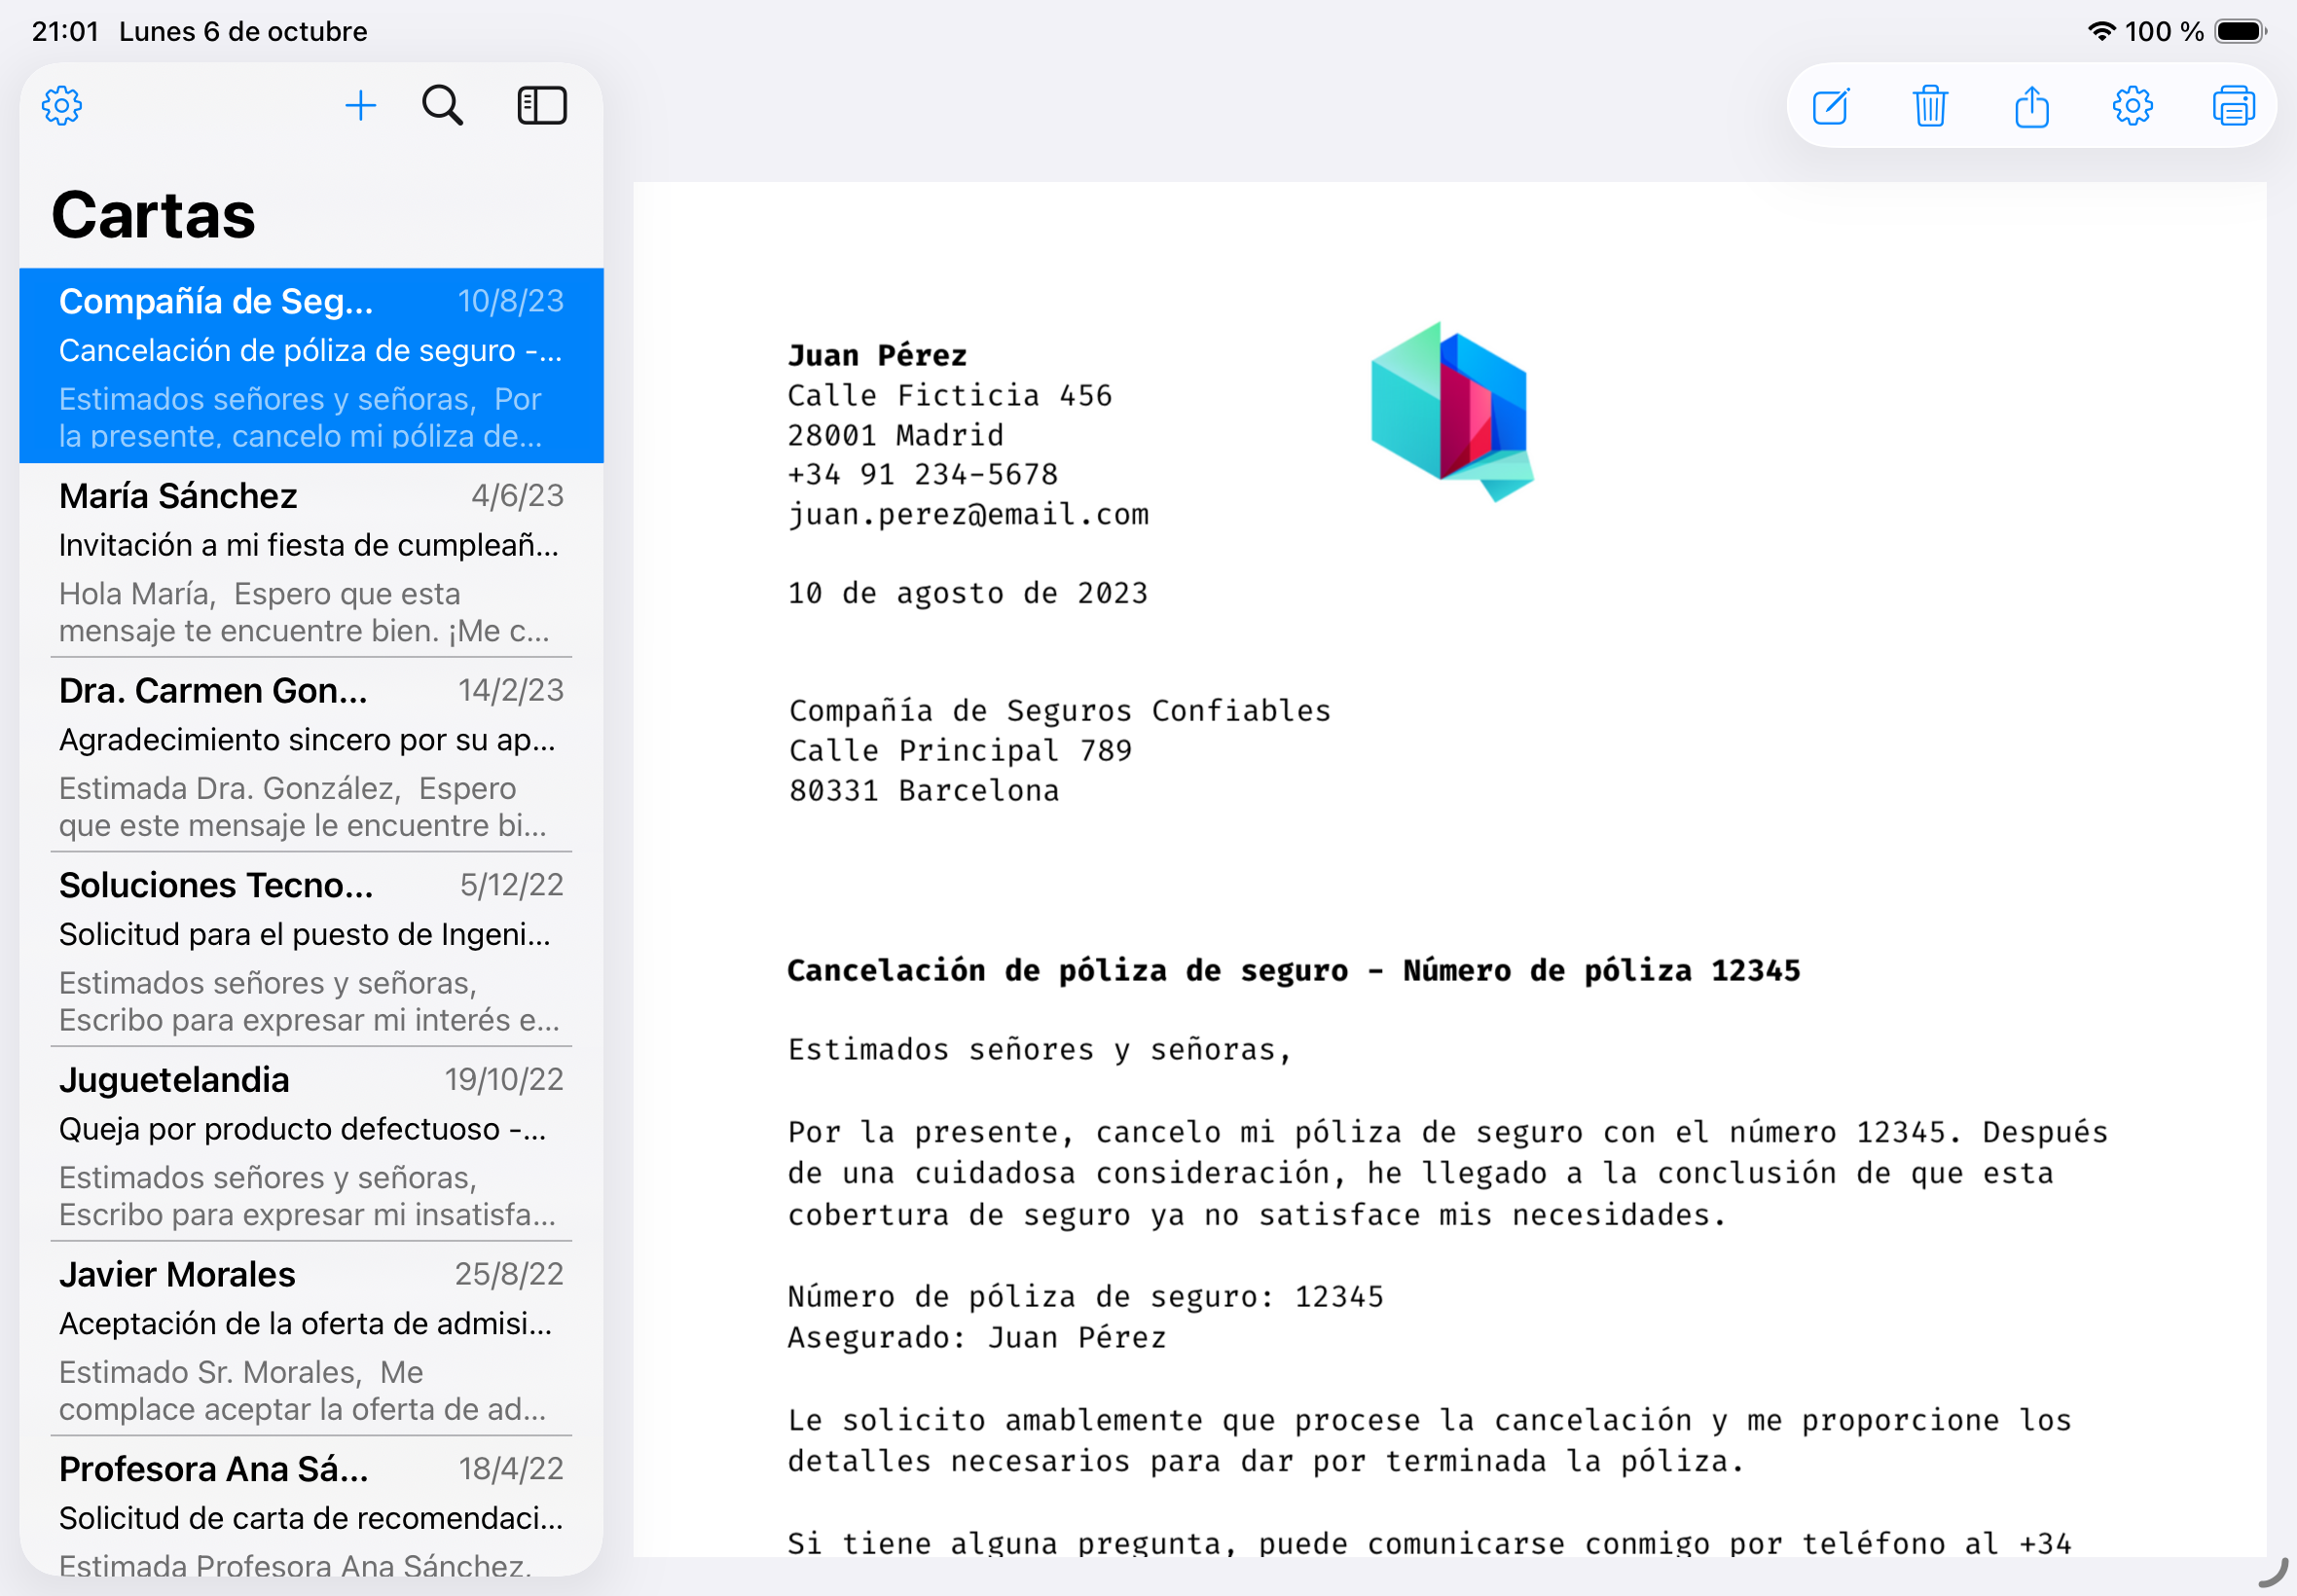 21:01 Lunes 6 de octubre
100 %
Cartas
Compañía de Seg... 10/8/23
Cancelación de póliza de seguro -...
Estimados señores y señoras, Por
la presente, cancelo mi póliza de...
María Sánchez 4/6/23
Invitación a mi fiesta de cumpleañ...
Hola María, Espero que esta
mensaje te encuentre bien. ¡Me c...
Dra. Carmen Gon... 14/2/23
Agradecimiento sincero por su ap...
Estimada Dra. González, Espero
que este mensaje le encuentre bi...
Soluciones Tecno... 5/12/22
Solicitud para el puesto de Ingeni...
Estimados señores y señoras,
Escribo para expresar mi interés e...
Juguetelandia 19/10/22
Queja por producto defectuoso -...
Estimados señores y señoras,
Escribo para expresar mi insatisfa...
Javier Morales 25/8/22
Aceptación de la oferta de admisi...
Estimado Sr. Morales, Me
complace aceptar la oferta de ad...
Profesora Ana Sá... 18/4/22
Solicitud de carta de recomendaci...
Estimada Profesora Ana Sánchez,
Juan Pérez
Calle Ficticia 456
28001 Madrid
+34 91 234-5678
juan.perez@email.com
10 de agosto de 2023
Compañía de Seguros Confiables
Calle Principal 789
80331 Barcelona
Cancelación de póliza de seguro - Número de póliza 12345
Estimados señores y señoras,
Por la presente, cancelo mi póliza de seguro con el número 12345. Después
de una cuidadosa consideración, he llegado a la conclusión de que esta
cobertura de seguro ya no satisface mis necesidades.
Número de póliza de seguro: 12345
Asegurado: Juan Pérez
Le solicito amablemente que procese la cancelación y me proporcione los
detalles necesarios para dar por terminada la póliza.
Si tiene alguna pregunta, puede comunicarse conmigo por teléfono al +34